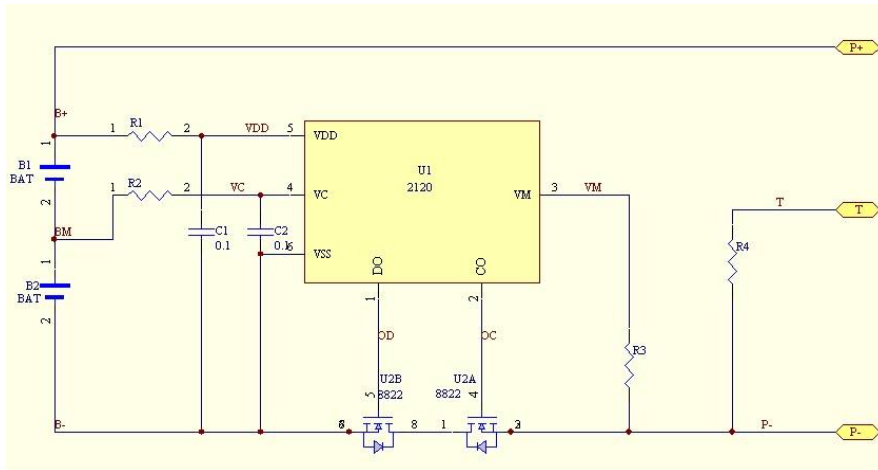 P+
B+
1 R1 2 VDD 5 VDD
1
B1
BAT
U1
2120
1 R2 2 VC 4 VC
VM 3 VM
2
T T
BM
C1
0.1
C2
0.1
VSS
R4
1
B2
BAT
DO
CO
2
1
2
OD
OC
R3
U2B
8822
U2A
8822
5
4
B-
8 1
P-
P-